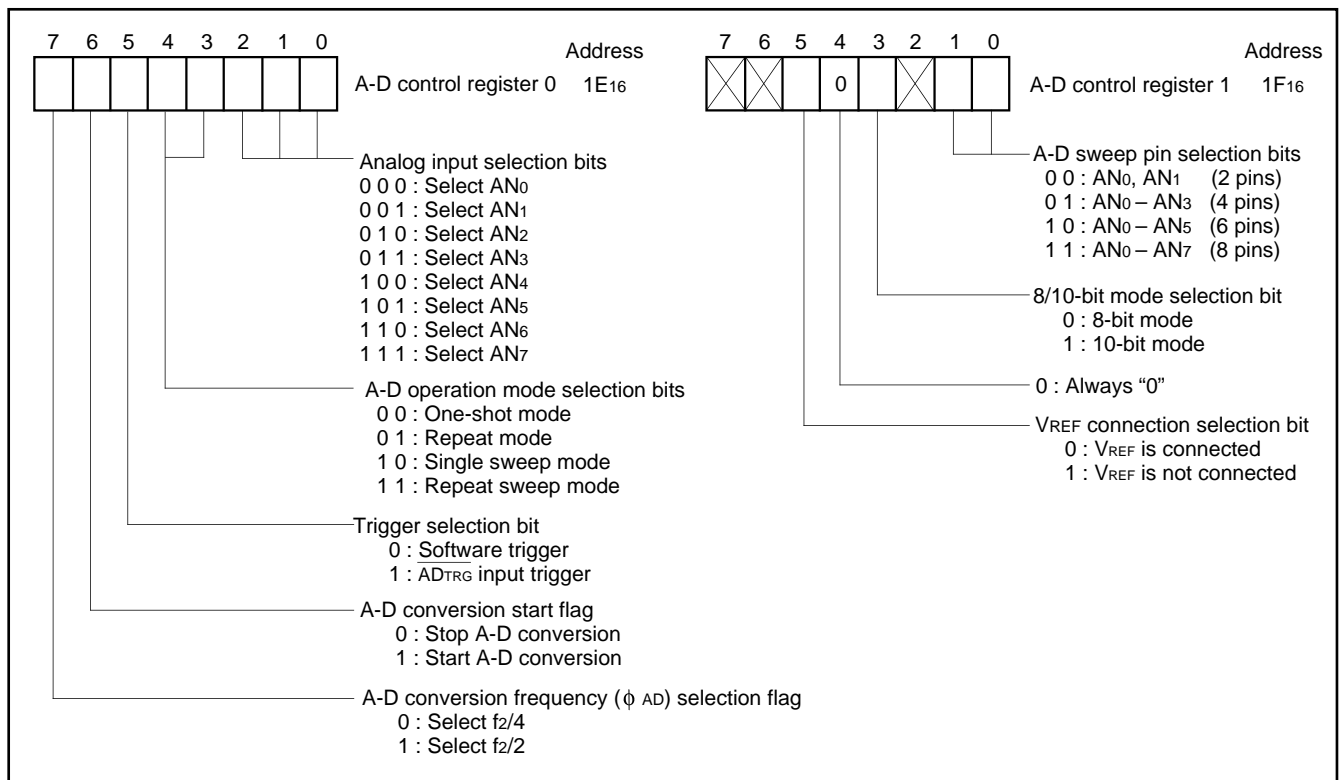 7 6 5 4 3 2 1 0
Address
A-D control register 0 1E16
Analog input selection bits
0 0 0 : Select AN0
0 0 1 : Select AN1
0 1 0 : Select AN2
0 1 1 : Select AN3
1 0 0 : Select AN4
1 0 1 : Select AN5
1 1 0 : Select AN6
1 1 1 : Select AN7
A-D operation mode selection bits
0 0 : One-shot mode
0 1 : Repeat mode
1 0 : Single sweep mode
1 1 : Repeat sweep mode
Trigger selection bit
0 : Software trigger
1 : ADTRG input trigger
A-D conversion start flag
0 : Stop A-D conversion
1 : Start A-D conversion
A-D conversion frequency (ϕ AD) selection flag
0 : Select f2/4
1 : Select f2/2
7 6 5 4 3 2 1 0
Address
0
A-D control register 1 1F16
A-D sweep pin selection bits
0 0 : AN0, AN1 (2 pins)
0 1 : AN0 – AN3 (4 pins)
1 0 : AN0 – AN5 (6 pins)
1 1 : AN0 – AN7 (8 pins)
8/10-bit mode selection bit
0 : 8-bit mode
1 : 10-bit mode
0 : Always “0”
VREF connection selection bit
0 : VREF is connected
1 : VREF is not connected